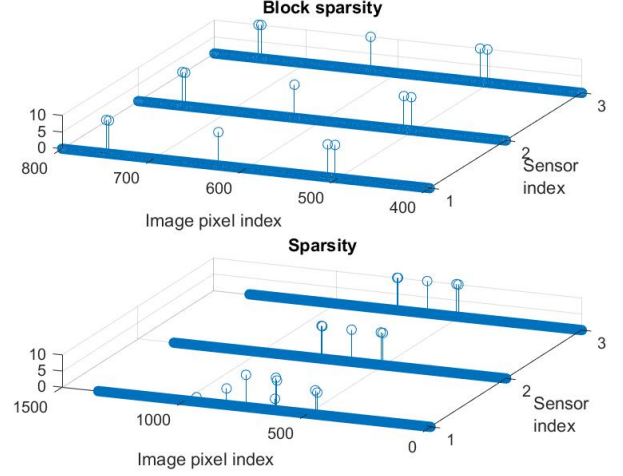 Block sparsity
10
5
0
800
700
600
500
400
1
2
3
Sensor
index
Image pixel index
Sparsity
10
5
0
1500
1000
500
0
1
2
3
Sensor
index
Image pixel index